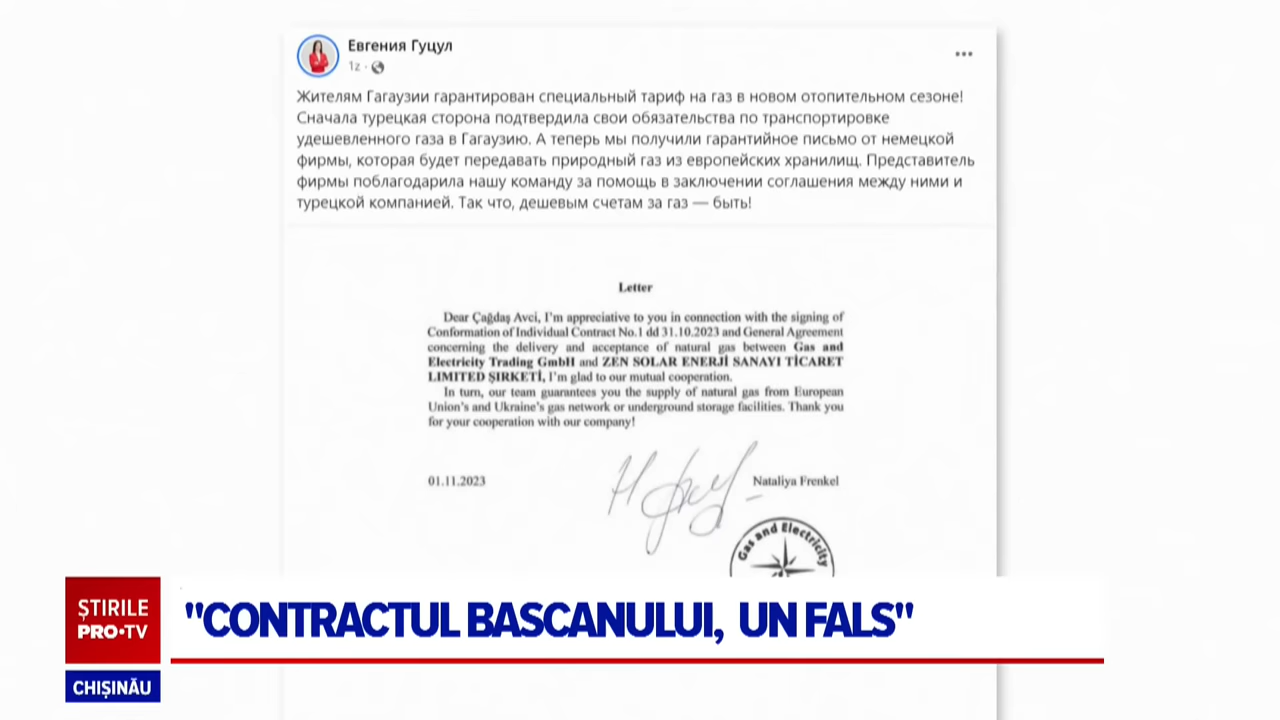 Евгения Гуцул
1z
Жителям Гагаузии гарантирован специальный тариф на газ в новом отопительном сезоне!
Сначала турецкая сторона подтвердила свои обязательства по транспортировке
удешевленного газа в Гагаузию. А теперь мы получили гарантийное письмо от немецкой
фирмы, которая будет передавать природный газ из европейских хранилищ. Представитель
фирмы поблагодарила нашу команду за помощь в заключении соглашения между ними и
турецкой компанией. Так что, дешевым счетам за газ — быть!
Letter
Dear Çağdaş Avci, I'm appreciative to you in connection with the signing of
Conformation of Individual Contract No.1 dd 31.10.2023 and General Agreement
concerning the delivery and acceptance of natural gas between Gas and
Electricity Trading GmbH and ZEN SOLAR ENERJİ SANAYI TİCARET
LIMITED ŞIRKETİ, I'm glad to our mutual cooperation.
In turn, our team guarantees you the supply of natural gas from European
Union's and Ukraine's gas network or underground storage facilities. Thank you
for your cooperation with our company!
01.11.2023
Nataliya Frenkel
Gas and Electricity
ȘTIRILE
PRO•TV
CHIȘINĂU
"CONTRACTUL BASCANULUI, UN FALS"